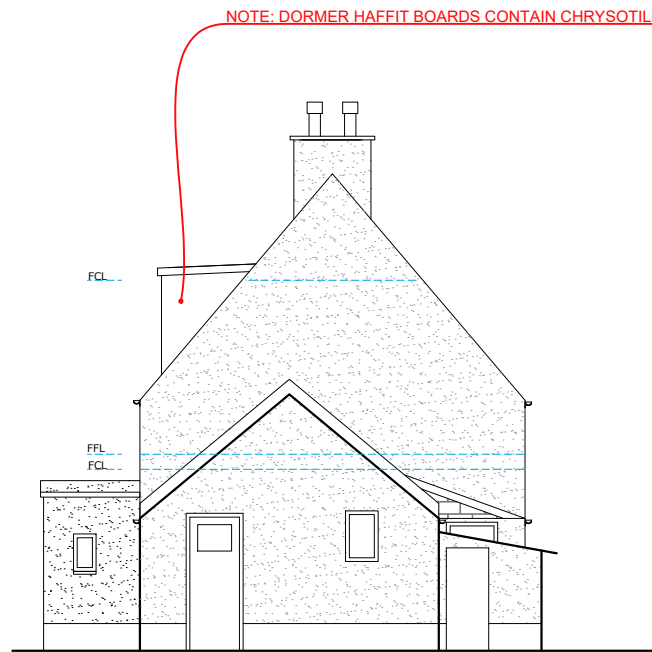 NOTE: DORMER HAFFIT BOARDS CONTAIN CHRYSOTIL
FCL
FFL
FCL